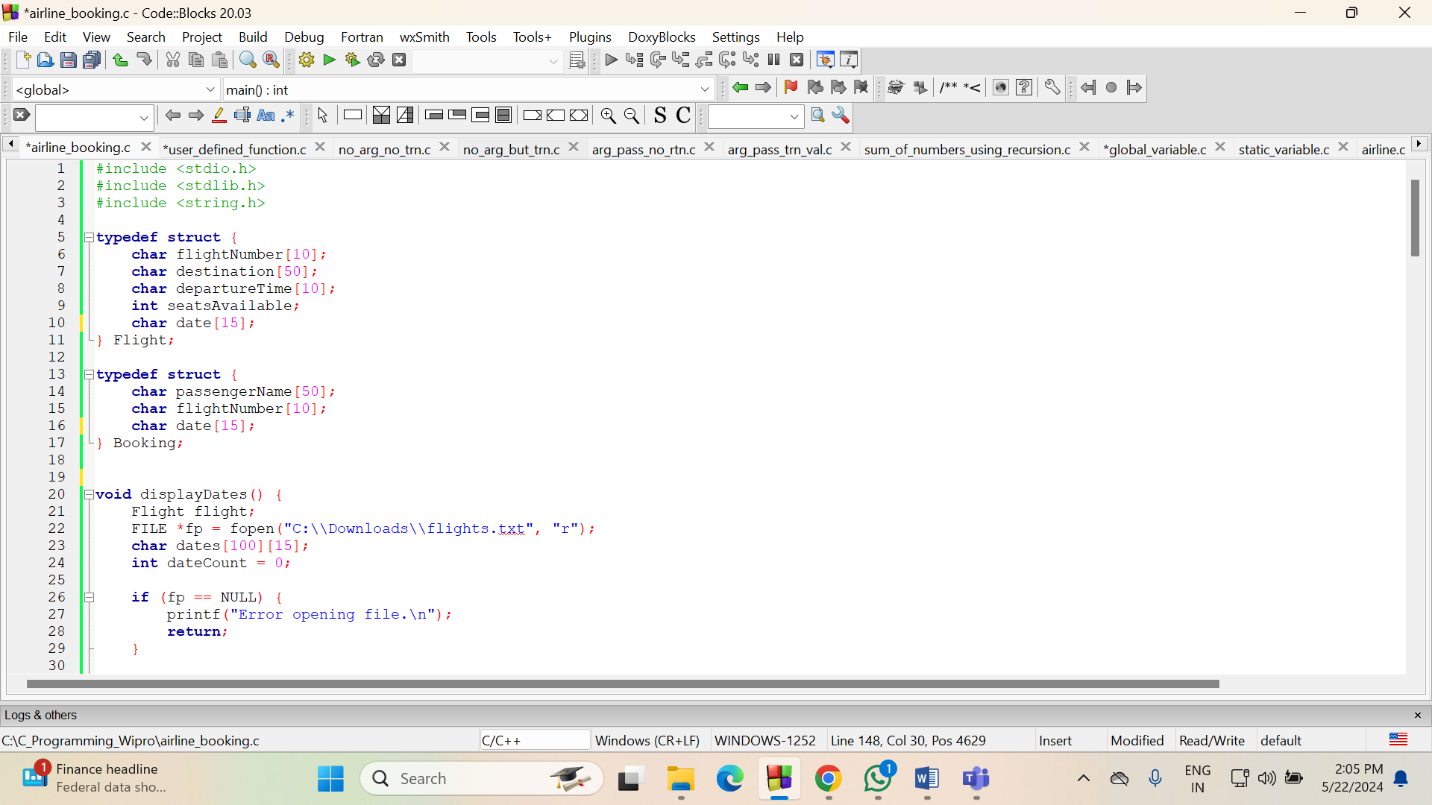 *airline_booking.c - Code::Blocks 20.03
File Edit View Search Project Build Debug Fortran wxSmith Tools Tools+ Plugins DoxyBlocks Settings Help
<global> main() : int /** *<
Aa .* S C
*airline_booking.c *user_defined_function.c no_arg_no_trn.c no_arg_but_trn.c arg_pass_no_rtn.c arg_pass_trn_val.c sum_of_numbers_using_recursion.c *global_variable.c static_variable.c airline.c
1 #include <stdio.h>
2 #include <stdlib.h>
3 #include <string.h>
4
5 typedef struct {
6 char flightNumber[10];
7 char destination[50];
8 char departureTime[10];
9 int seatsAvailable;
10 char date[15];
11 } Flight;
12
13 typedef struct {
14 char passengerName[50];
15 char flightNumber[10];
16 char date[15];
17 } Booking;
18
19
20 void displayDates() {
21 Flight flight;
22 FILE *fp = fopen("C:\\Downloads\\flights.txt", "r");
23 char dates[100][15];
24 int dateCount = 0;
25
26 if (fp == NULL) {
27 printf("Error opening file.\n");
28 return;
29 }
30
Logs & others
C:\C_Programming_Wipro\airline_booking.c C/C++ Windows (CR+LF) WINDOWS-1252 Line 148, Col 30, Pos 4629 Insert Modified Read/Write default
1 Finance headline
Federal data sho...
Search
1
ENG
IN
2:05 PM
5/22/2024